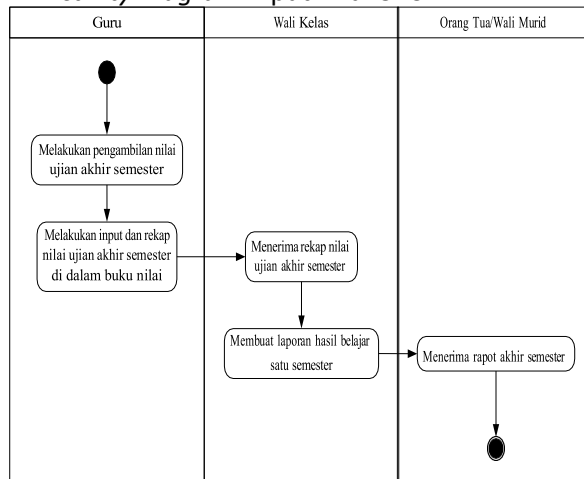 Guru
Wali Kelas
Orang Tua/Wali Murid
Melakukan pengambilan nilai
ujian akhir semester
Melakukan input dan rekap
nilai ujian akhir semester
di dalam buku nilai
Menerima rekap nilai
ujian akhir semester
Membuat laporan hasil belajar
satu semester
Menerima rapot akhir semester